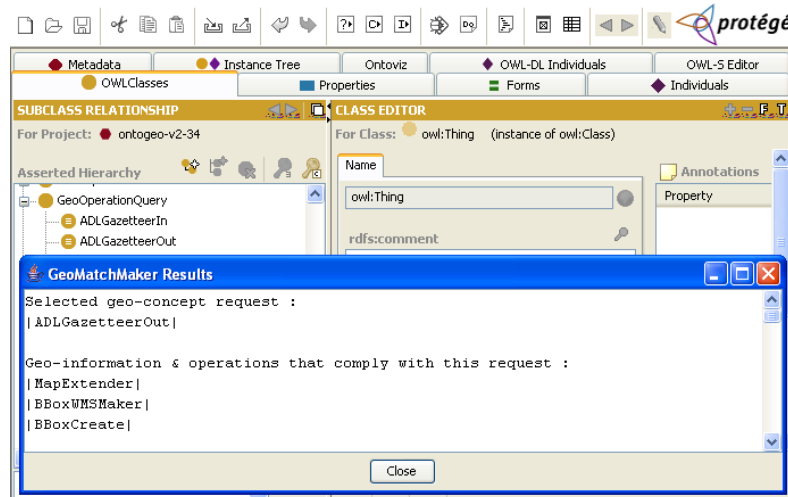 protégé
Metadata Instance Tree Ontoviz OWL-DL Individuals OWL-S Editor
OWLClasses Properties Forms Individuals
SUBCLASS RELATIONSHIP CLASS EDITOR F T
For Project: ontogeo-v2-34 For Class: owl:Thing (instance of owl:Class)
Asserted Hierarchy Name Annotations
GeoOperationQuery owl:Thing Property
ADLGazetteerIn
ADLGazetteerOut rdfs:comment
GeoMatchMaker Results
Selected geo-concept request :
|ADLGazetteerOut|
Geo-information & operations that comply with this request :
|MapExtender|
|BBoxWMSMaker|
|BBoxCreate|
Close